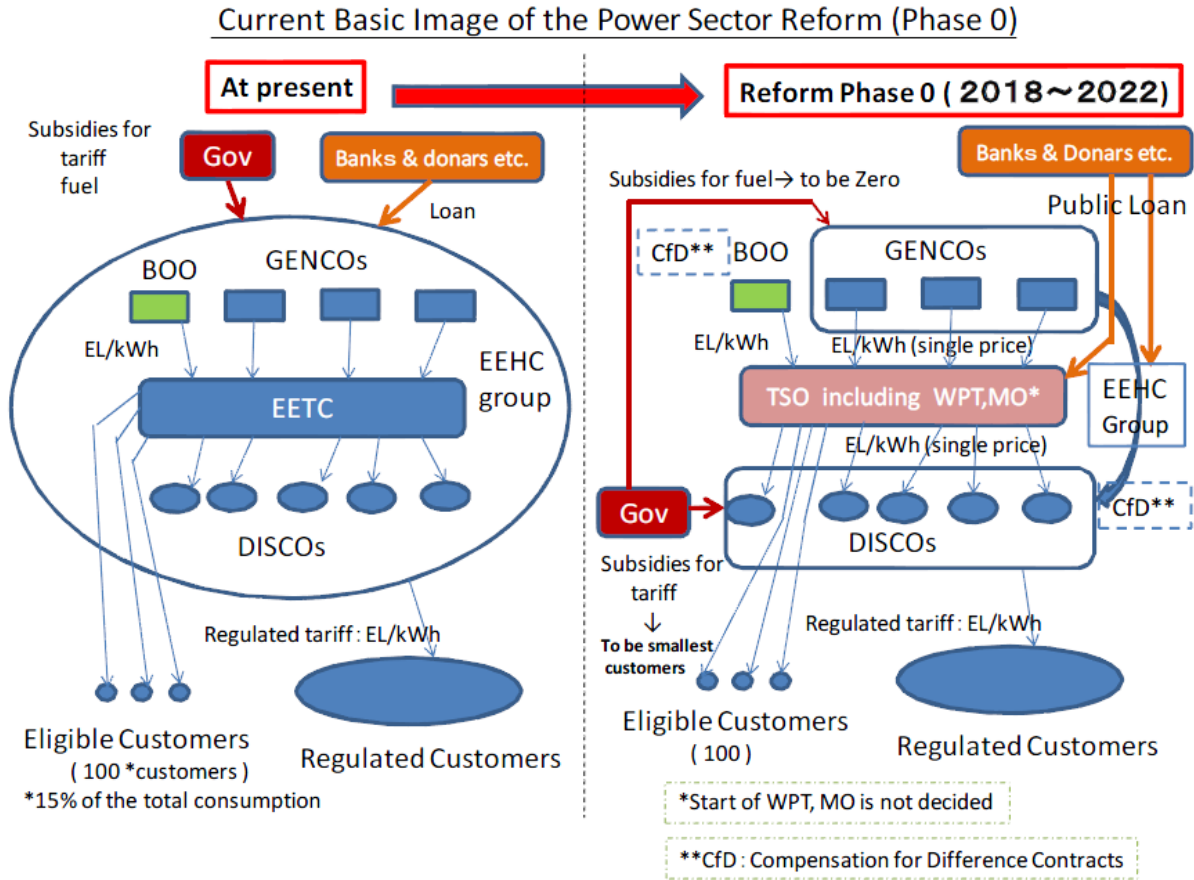 Current Basic Image of the Power Sector Reform (Phase 0)
At present
Subsidies for
tariff
fuel
Gov
Banks & donars etc.
Loan
BOO
GENCOs
EL/kWh
EEHC
group
EETC
DISCOs
Regulated tariff : EL/kWh
Eligible Customers
( 100 *customers )
*15% of the total consumption
Regulated Customers
Reform Phase 0 ( 2018～2022)
Banks & Donars etc.
Subsidies for fuel→ to be Zero
Public Loan
CfD**
BOO
GENCOs
EL/kWh
EL/kWh (single price)
TSO including WPT,MO*
EEHC
Group
EL/kWh (single price)
Gov
CfD**
DISCOs
Subsidies for
tariff
↓
To be smallest
customers
Regulated tariff : EL/kWh
Eligible Customers
( 100 )
Regulated Customers
*Start of WPT, MO is not decided
**CfD : Compensation for Difference Contracts